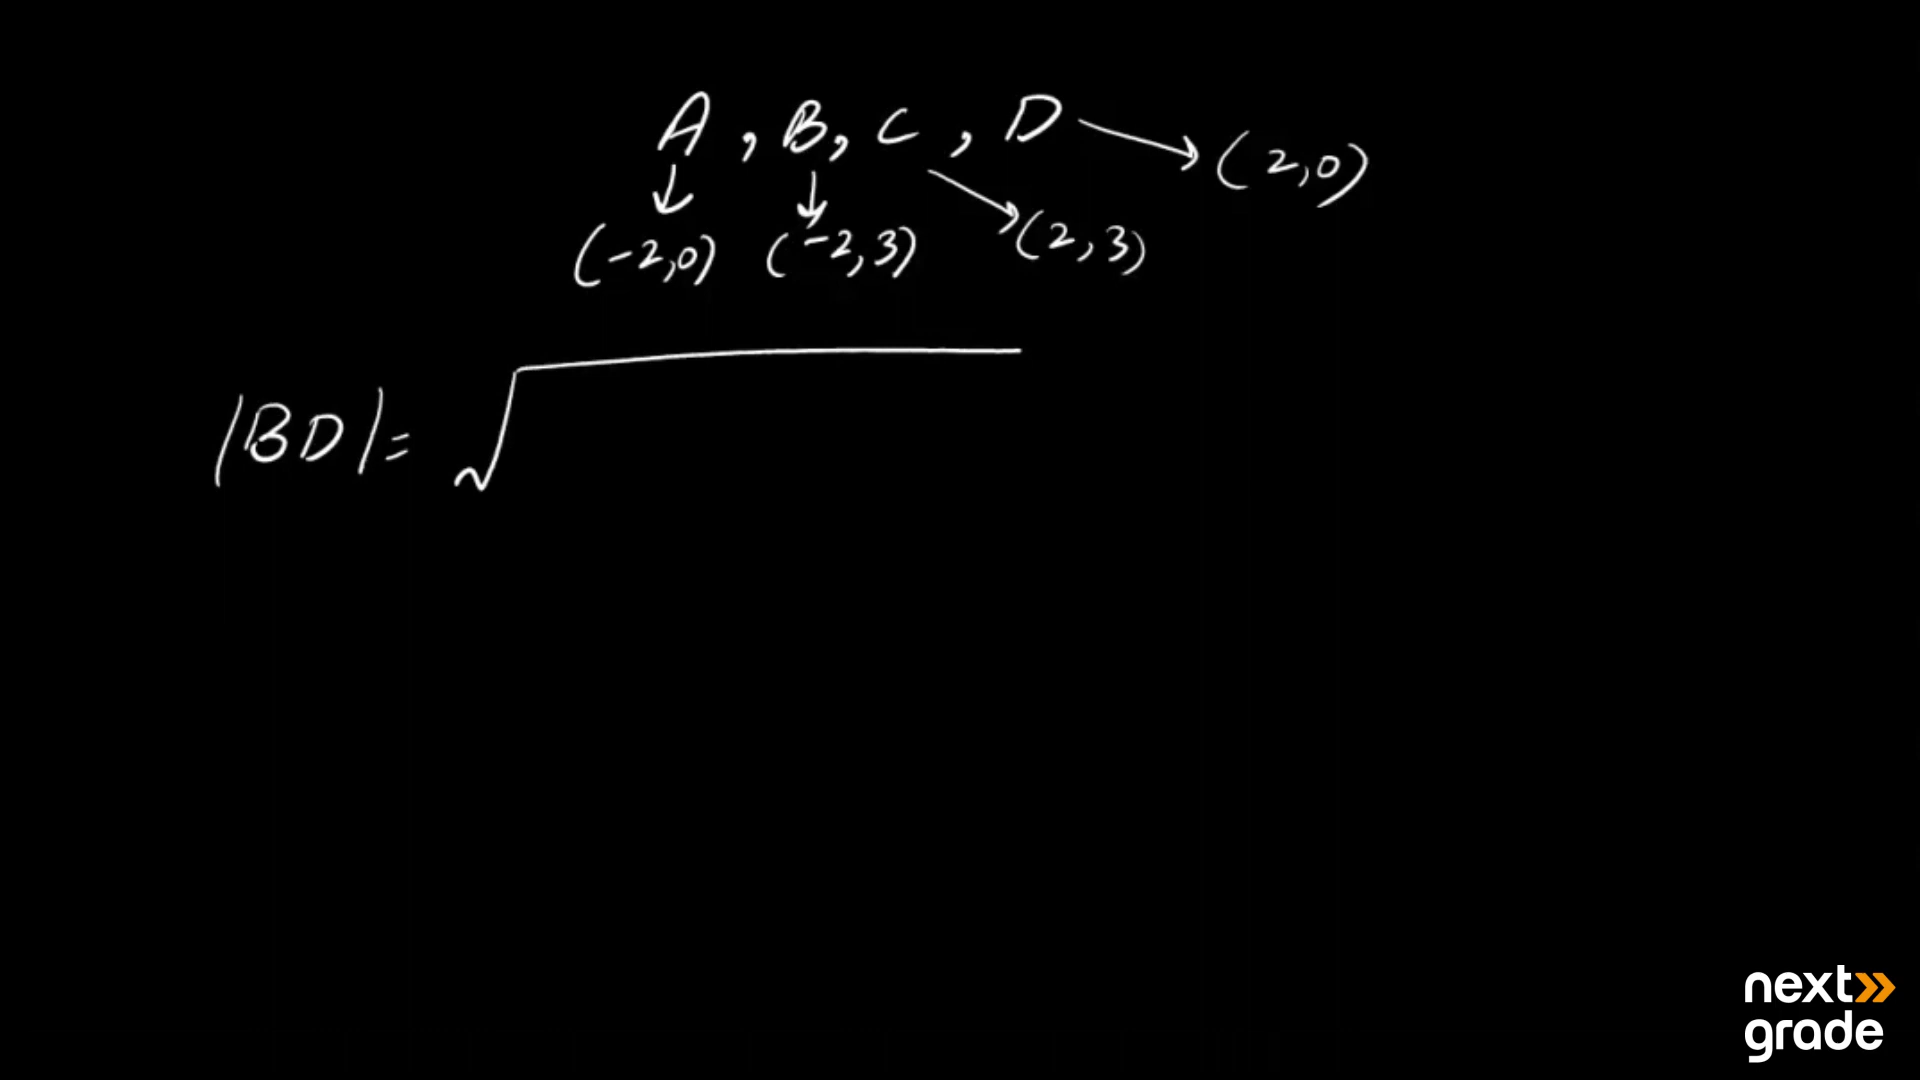 A, B, C, D → (2,0)
↓ ↓
(-2,0) (-2,3) → (2,3)
|BD| = √
next
grade